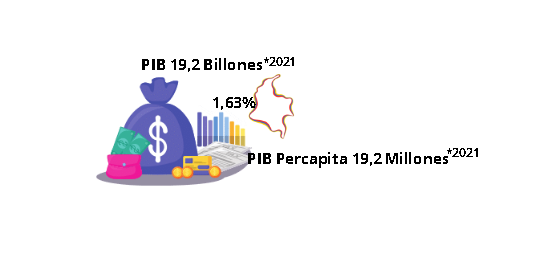 PIB 19,2 Billones*2021
1,63%
$
PIB Percapita 19,2 Millones*2021